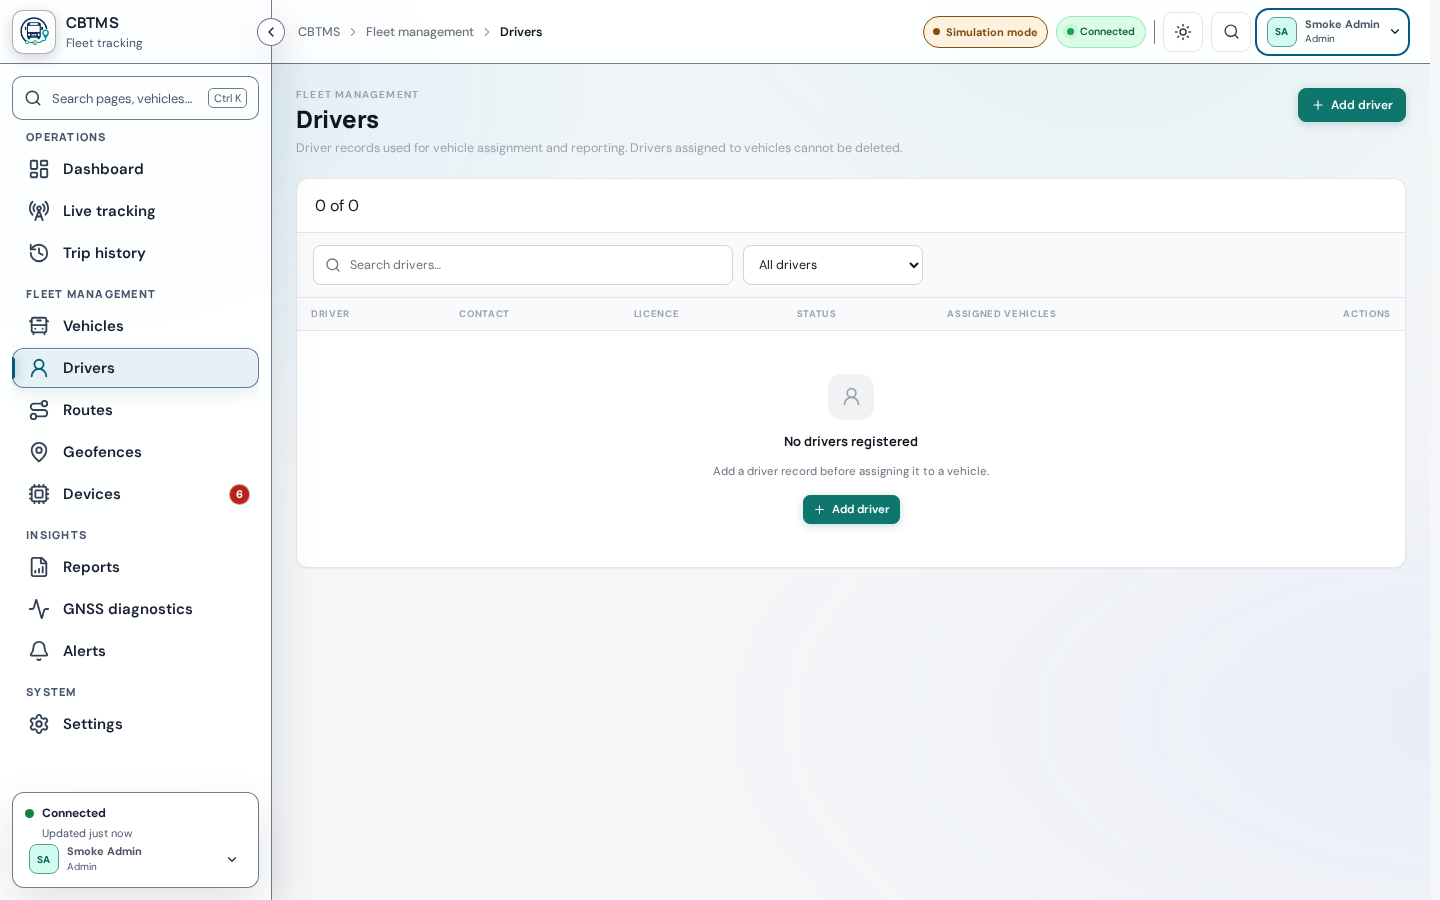 CBTMS
Fleet tracking
Search pages, vehicles... Ctrl K
OPERATIONS
Dashboard
Live tracking
Trip history
FLEET MANAGEMENT
Vehicles
Drivers
Routes
Geofences
Devices 6
INSIGHTS
Reports
GNSS diagnostics
Alerts
SYSTEM
Settings
Connected
Updated just now
SA Smoke Admin
Admin
CBTMS > Fleet management > Drivers
Simulation mode
Connected
SA Smoke Admin
Admin
FLEET MANAGEMENT
Drivers
Driver records used for vehicle assignment and reporting. Drivers assigned to vehicles cannot be deleted.
+ Add driver
0 of 0
Search drivers...
All drivers
DRIVER CONTACT LICENCE STATUS ASSIGNED VEHICLES ACTIONS
No drivers registered
Add a driver record before assigning it to a vehicle.
+ Add driver